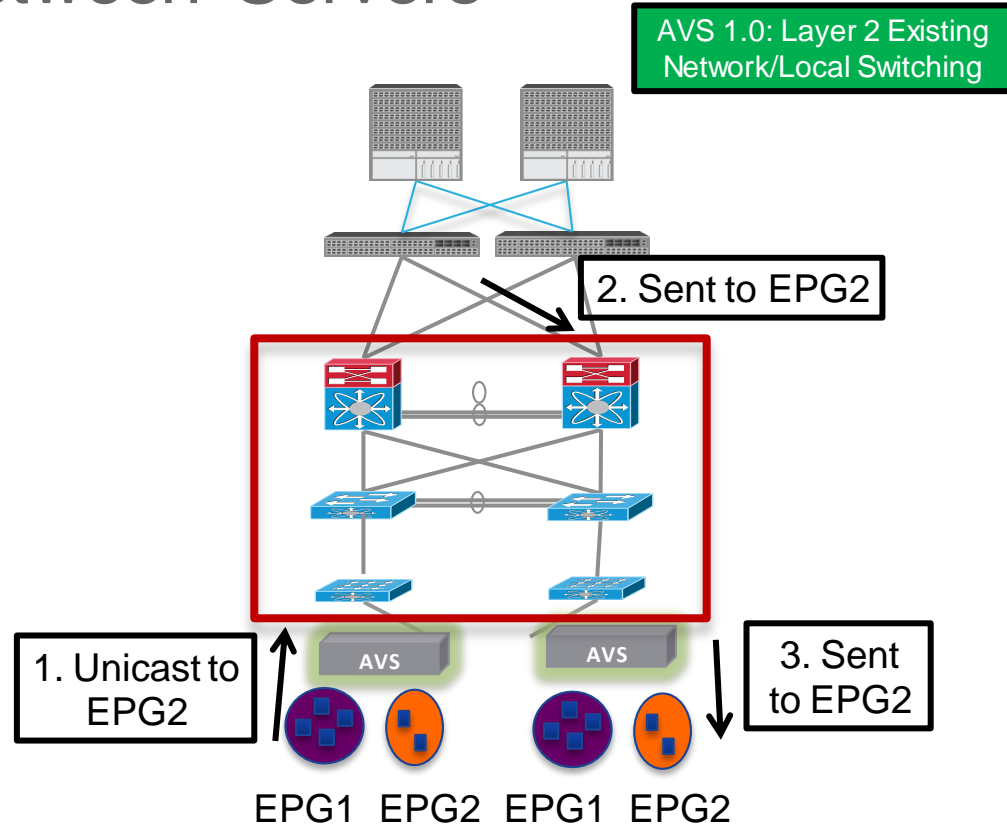 Servers
AVS 1.0: Layer 2 Existing
Network/Local Switching
2. Sent to EPG2
1. Unicast to
EPG2
AVS
AVS
3. Sent
to EPG2
EPG1 EPG2 EPG1 EPG2